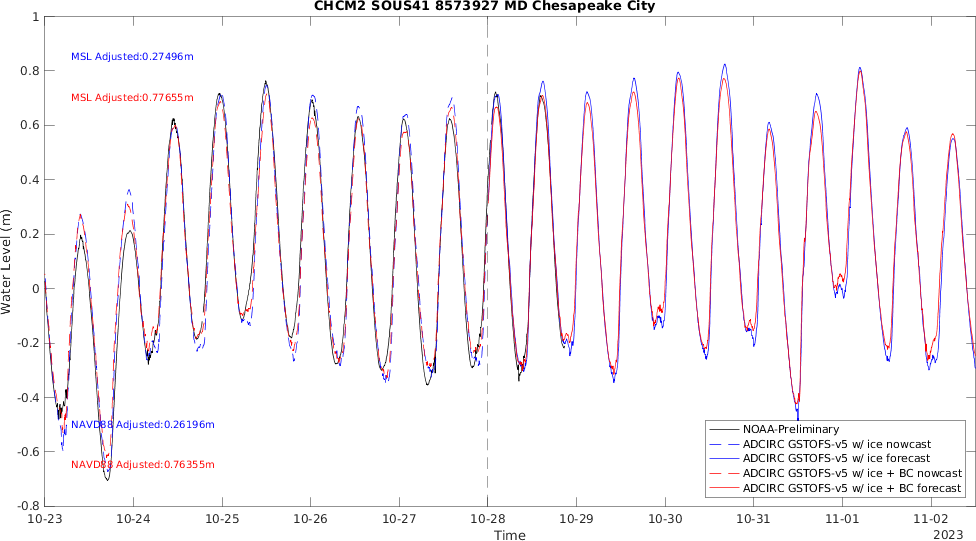 CHCM2 SOUS41 8573927 MD Chesapeake City
1
0.8
0.6
0.4
0.2
0
-0.2
-0.4
-0.6
-0.8
Water Level (m)
MSL Adjusted:0.27496m
MSL Adjusted:0.77655m
NAVD88 Adjusted:0.26196m
NAVD88 Adjusted:0.76355m
NOAA-Preliminary
ADCIRC GSTOFS-v5 w/ ice nowcast
ADCIRC GSTOFS-v5 w/ ice forecast
ADCIRC GSTOFS-v5 w/ ice + BC nowcast
ADCIRC GSTOFS-v5 w/ ice + BC forecast
10-23 10-24 10-25 10-26 10-27 10-28 10-29 10-30 10-31 11-01 11-02
Time
2023